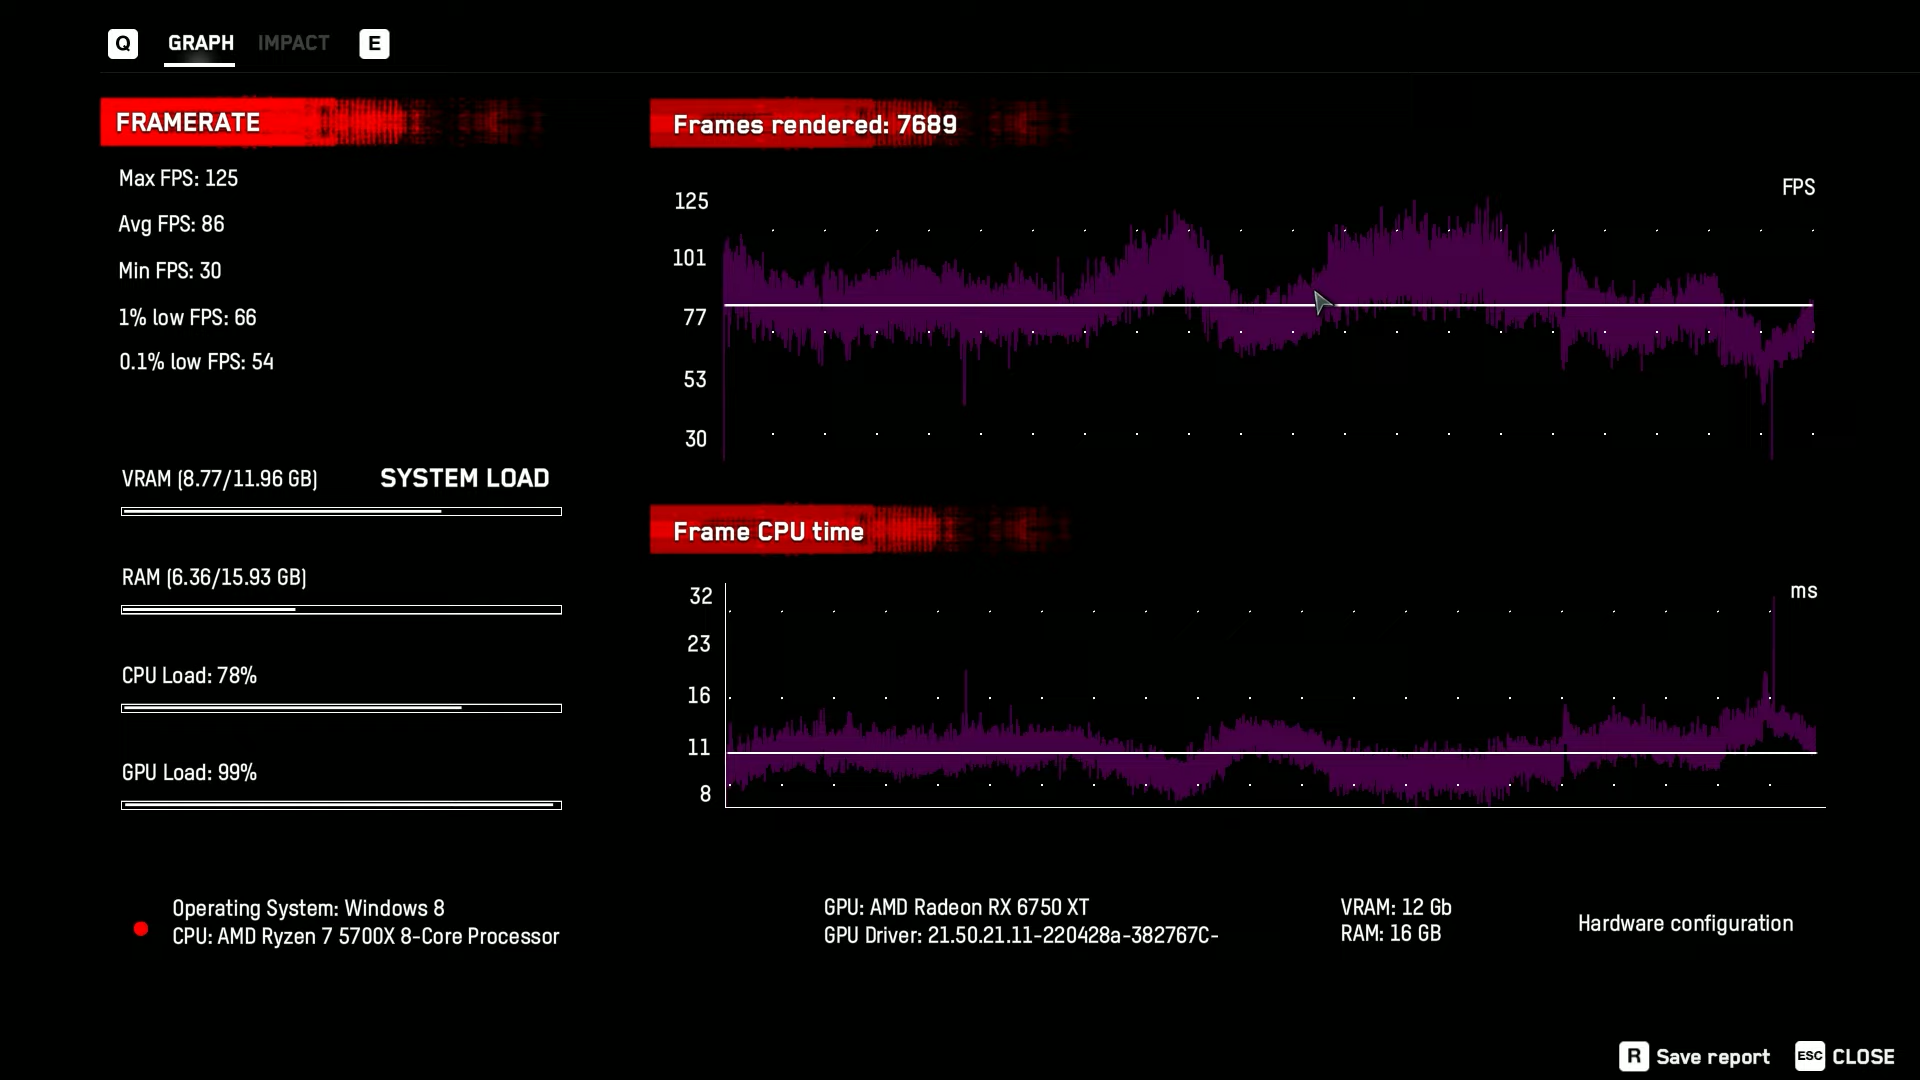 Q GRAPH IMPACT E
FRAMERATE
Max FPS: 125
Avg FPS: 86
Min FPS: 30
1% low FPS: 66
0.1% low FPS: 54
VRAM (8.77/11.96 GB) SYSTEM LOAD
RAM (6.36/15.93 GB)
CPU Load: 78%
GPU Load: 99%
Frames rendered: 7689
FPS
125
101
77
53
30
Frame CPU time
ms
32
23
16
11
8
Operating System: Windows 8
CPU: AMD Ryzen 7 5700X 8-Core Processor
GPU: AMD Radeon RX 6750 XT
GPU Driver: 21.50.21.11-220428a-382767C-
VRAM: 12 Gb
RAM: 16 GB
Hardware configuration
R Save report ESC CLOSE